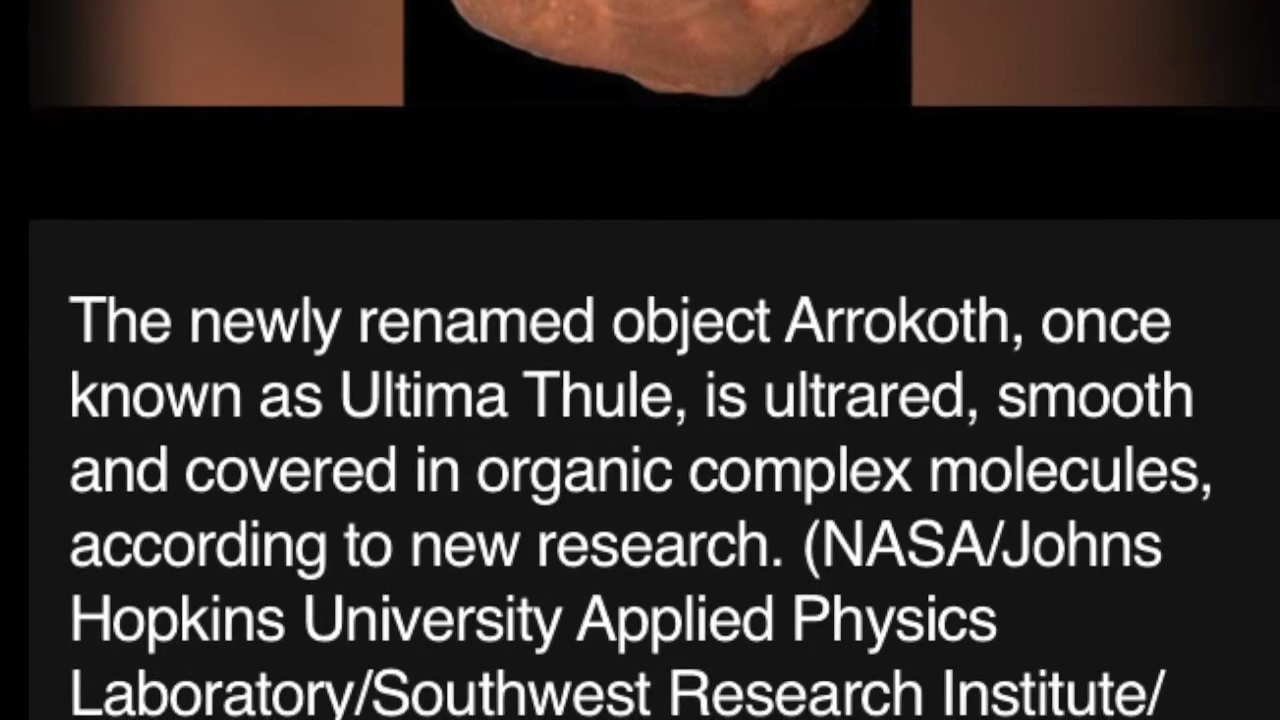 The newly renamed object Arrokoth, once
known as Ultima Thule, is ultrared, smooth
and covered in organic complex molecules,
according to new research. (NASA/Johns
Hopkins University Applied Physics
Laboratory/Southwest Research Institute/